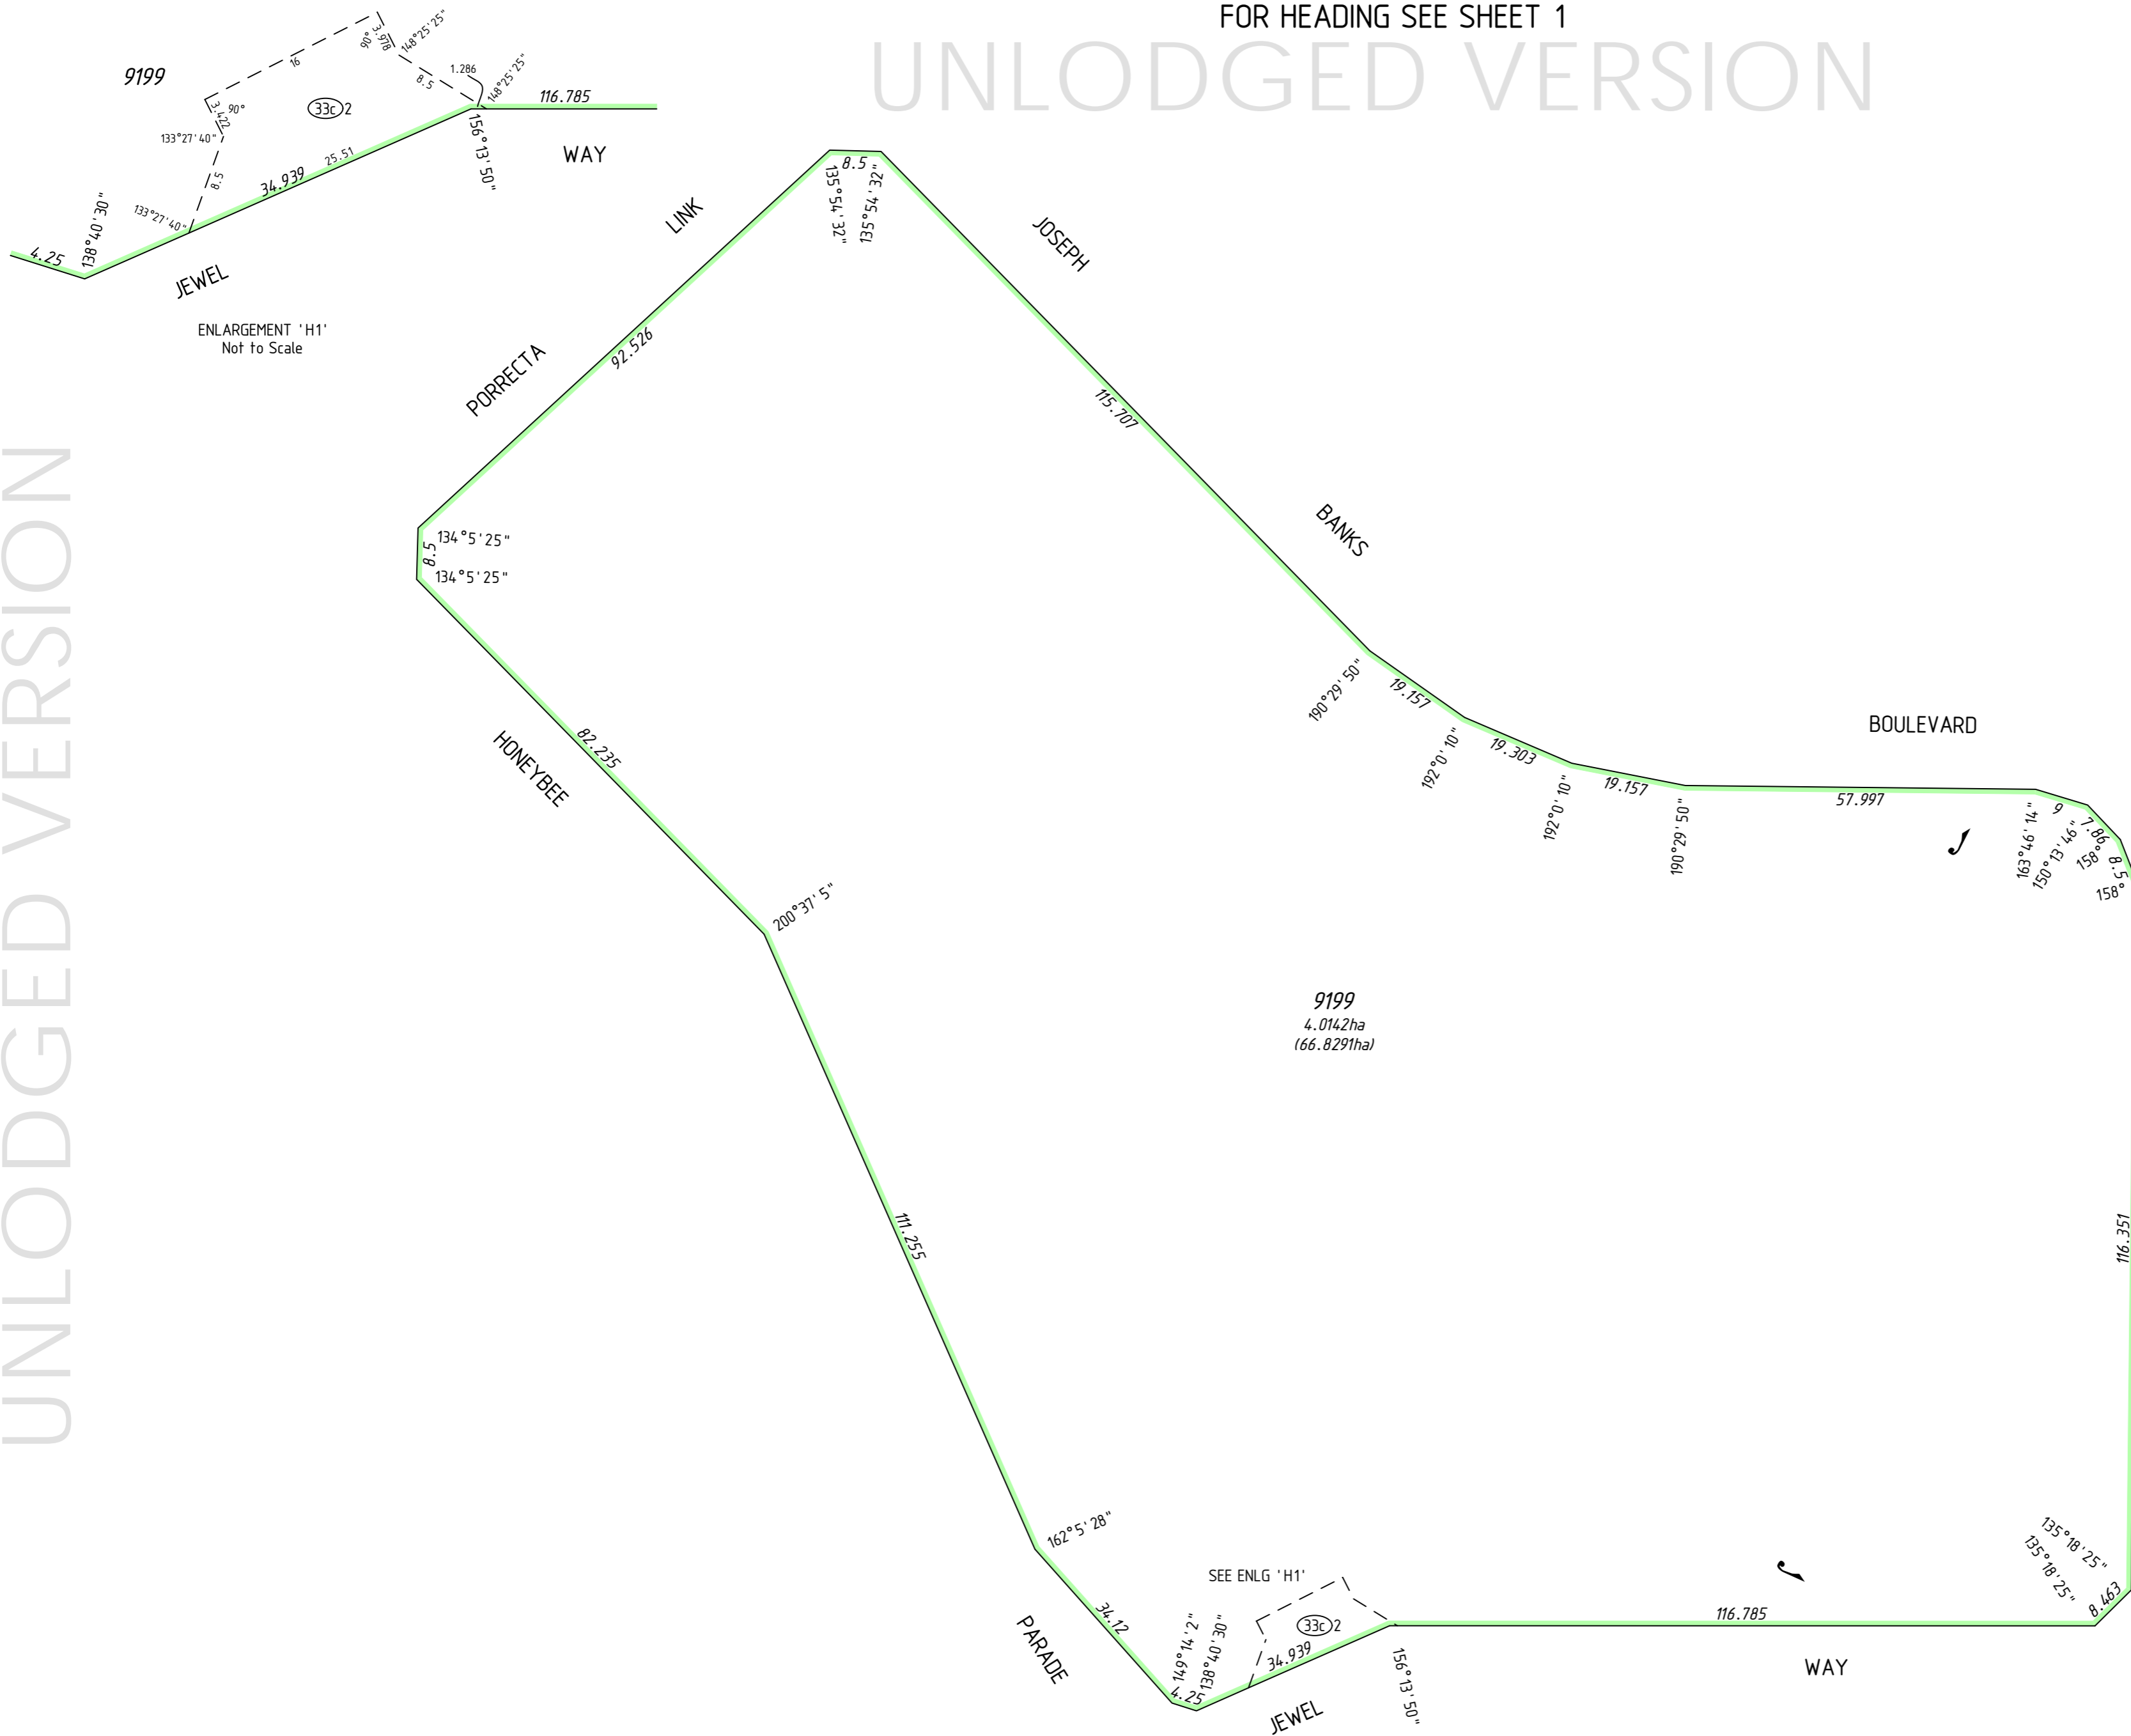 FOR HEADING SEE SHEET 1
UNLODGED VERSION
UNLODGED VERSION
9199
16
90°
3.978
148°25'25"
8.5
1.286
148°25'25"
116.785
33c 2
3.422
90°
133°27'40"
8.5
133°27'40"
25.51
34.939
156°13'50"
WAY
4.25
138°40'30"
JEWEL
ENLARGEMENT 'H1'
Not to Scale
LINK
8.5
135°54'32"
135°54'32"
JOSEPH
92.526
PORRECTA
115.707
BANKS
134°5'25"
8.5
134°5'25"
82.235
HONEYBEE
190°29'50"
19.157
192°0'10"
19.303
192°0'10"
19.157
190°29'50"
BOULEVARD
57.997
163°46'14"
9
150°13'46"
7.86
158°
8.5
158°
200°37'5"
9199
4.0142ha
(66.8291ha)
111.255
116.351
162°5'28"
34.12
PARADE
149°14'2"
138°40'30"
4.25
SEE ENLG 'H1'
33c 2
34.939
JEWEL
156°13'50"
116.785
WAY
135°18'25"
135°18'25"
8.463